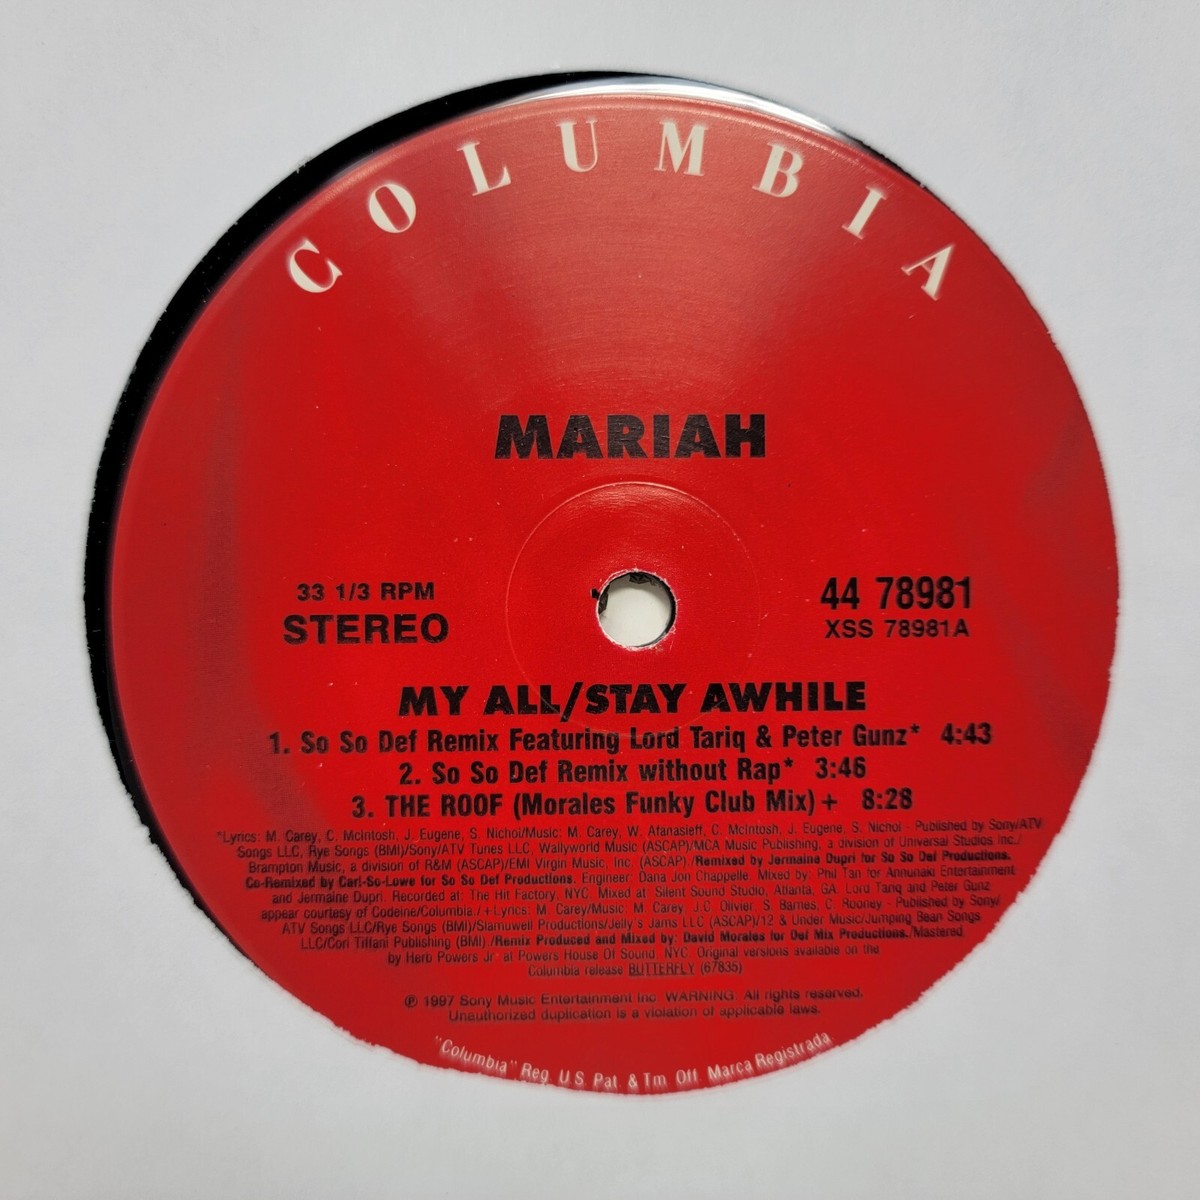 COLUMBIA
MARIAH
33 1/3 RPM
STEREO
44 78981
XSS 78981A
MY ALL/STAY AWHILE
1. So So Def Remix Featuring Lord Tariq & Peter Gunz* 4:43
2. So So Def Remix without Rap* 3:46
3. THE ROOF (Morales Funky Club Mix) + 8:28
*Lyrics: M. Carey, C. McIntosh, J. Eugene, S. Nichol/Music: M. Carey, W. Afanasieff, C. McIntosh, J. Eugene, S. Nichol - Published by Sony/ATV
Songs LLC, Rye Songs (BMI)/Sony/ATV Tunes LLC, Wallyworld Music (ASCAP)/MCA Music Publishing, a division of Universal Studios Inc./
Brampton Music, a division of R&M (ASCAP)/EMI Virgin Music, Inc. (ASCAP)./Remixed by Jermaine Dupri for So So Def Productions.
Co-Remixed by Carl-So-Lowe for So So Def Productions. Engineer: Dana Jon Chappelle. Mixed by: Phil Tan for Annunaki Entertainment
and Jermaine Dupri. Recorded at: The Hit Factory, NYC. Mixed at: Silent Sound Studio, Atlanta, GA. Lord Tariq and Peter Gunz
appear courtesy of Codeine/Columbia./+Lyrics: M. Carey/Music: M. Carey, J.C. Olivier, S. Barnes, C. Rooney - Published by Sony/
ATV Songs LLC/Rye Songs (BMI)/Slamuwell Productions/Jelly's Jams LLC (ASCAP)/12 & Under Music/Jumping Bean Songs
LLC/Cori Tiffani Publishing (BMI)./Remix Produced and Mixed by: David Morales for Def Mix Productions./Mastered
by Herb Powers Jr. at Powers House Of Sound, NYC. Original versions available on the
Columbia release BUTTERFLY (67835)
℗ 1997 Sony Music Entertainment Inc. WARNING: All rights reserved.
Unauthorized duplication is a violation of applicable laws.
"Columbia" Reg. U.S. Pat. & Tm. Off. Marca Registrada